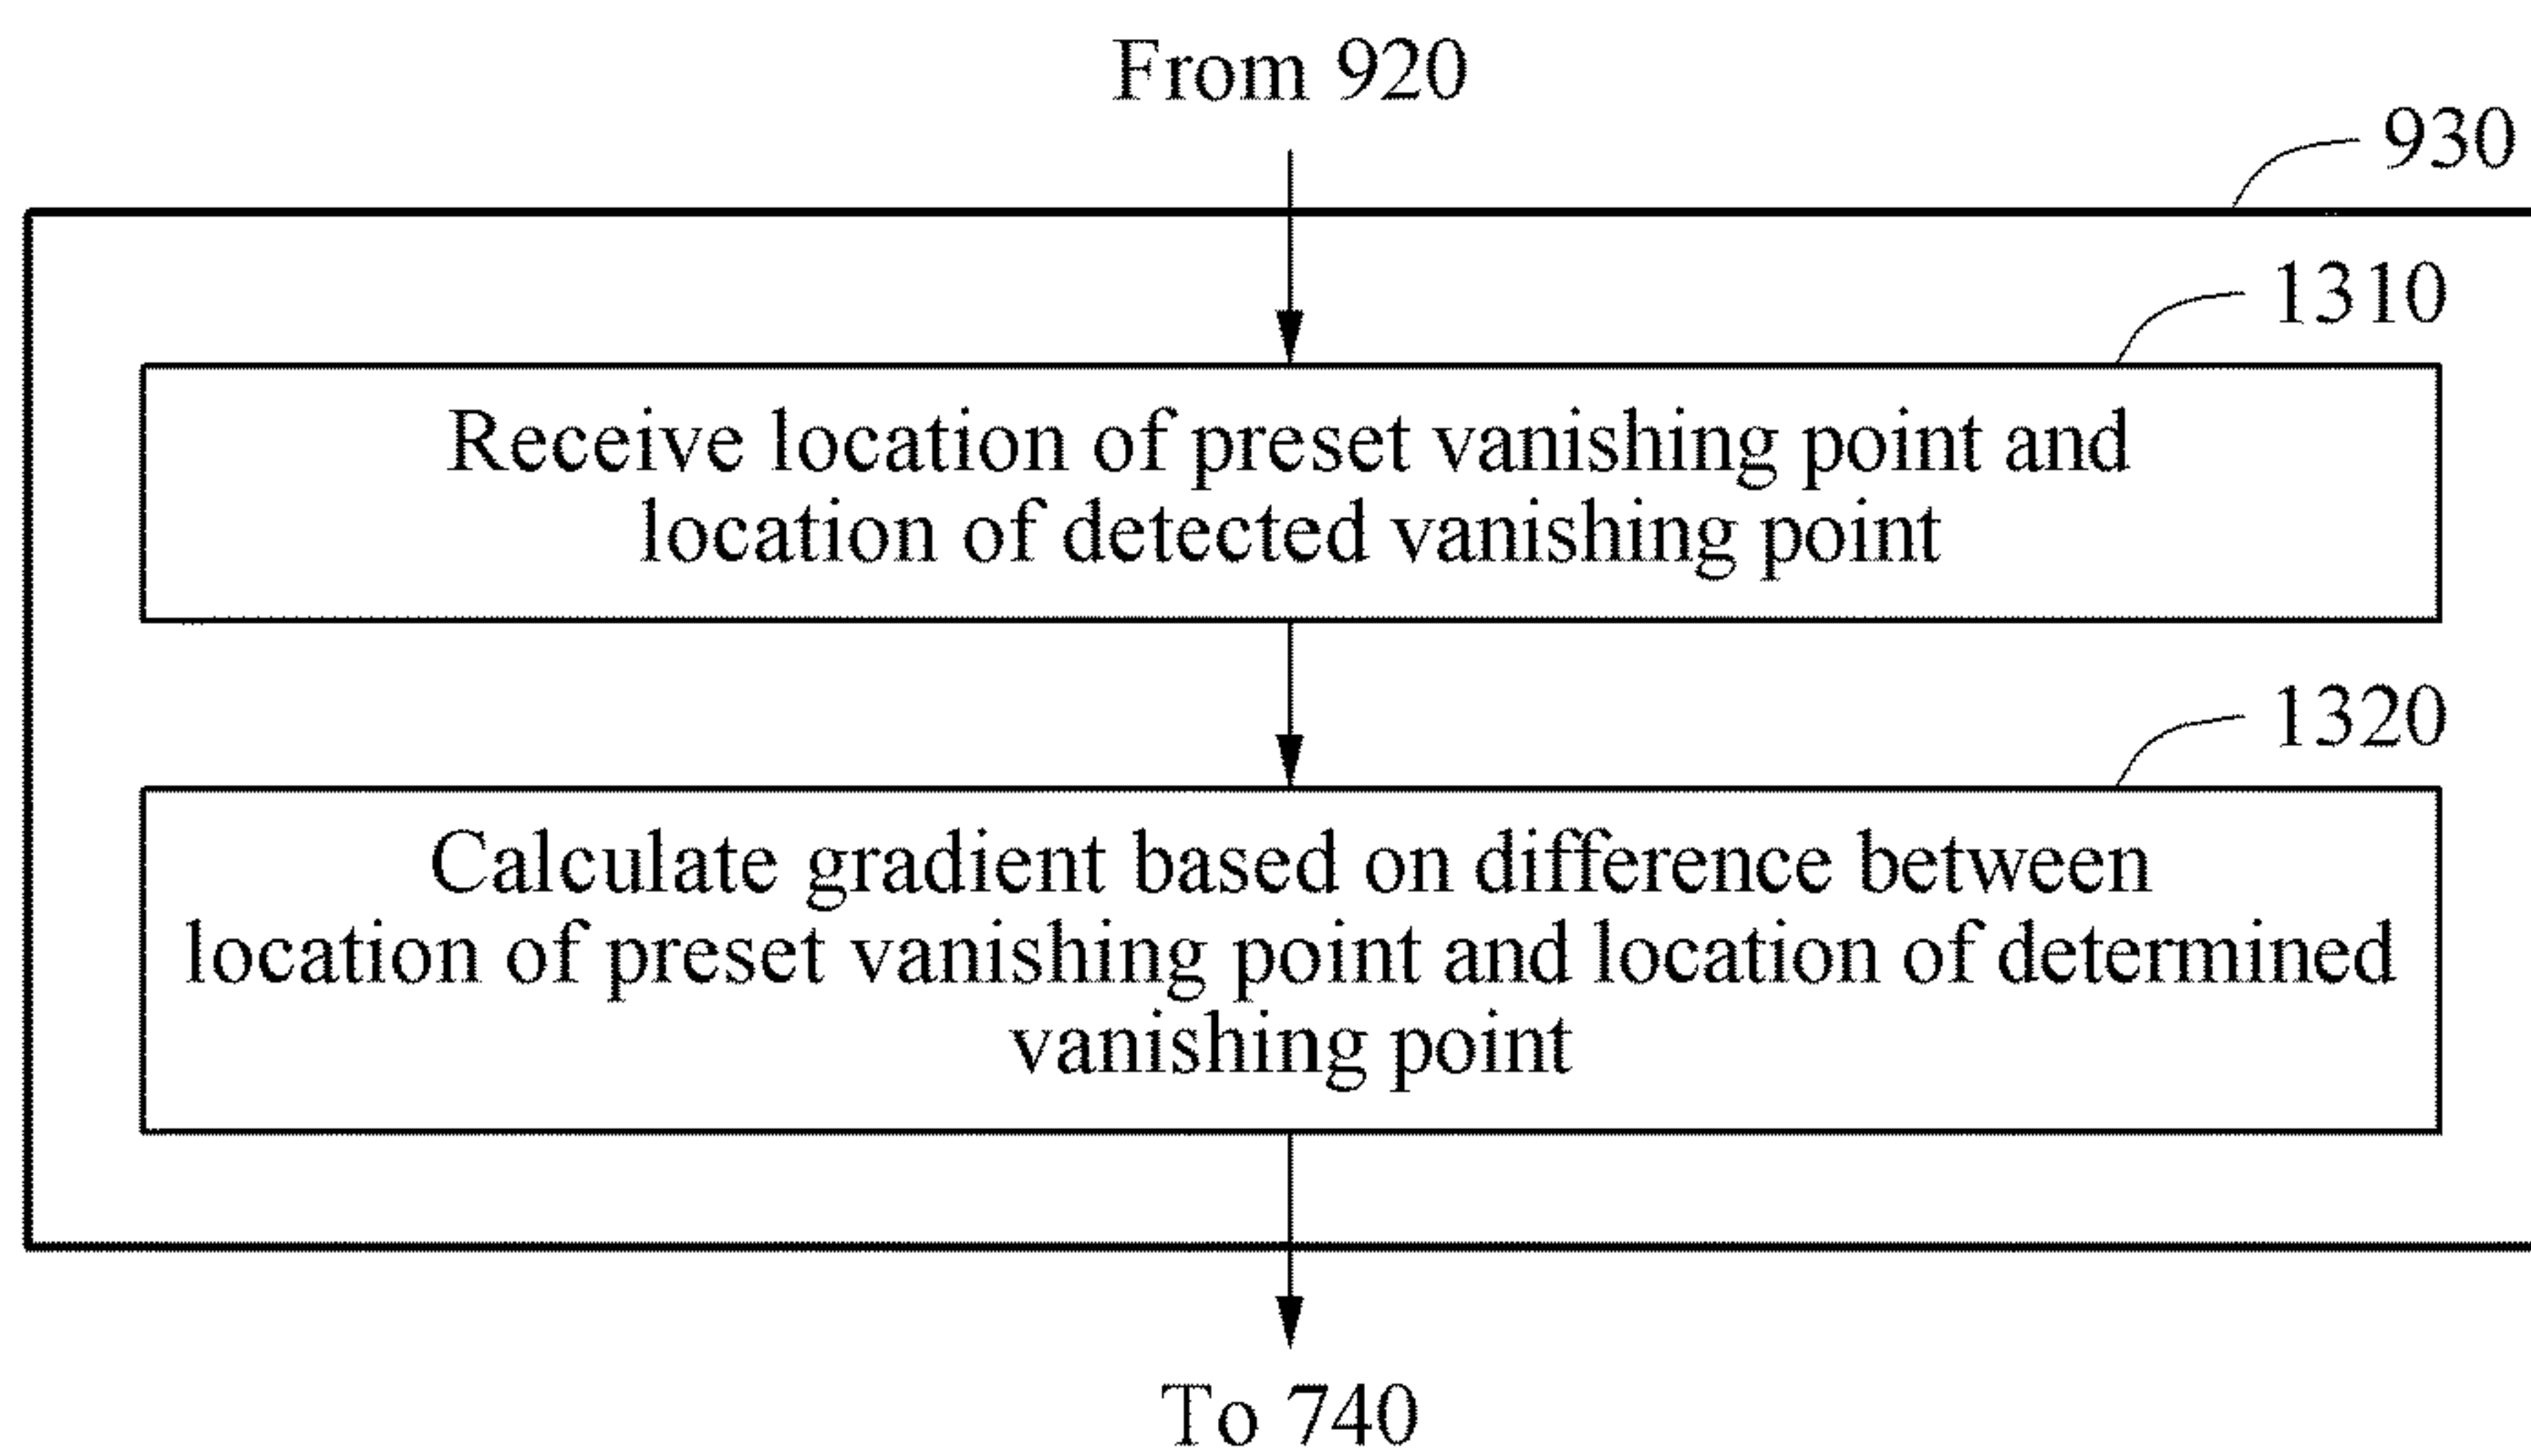 From 920
930
1310
Receive location of preset vanishing point and
location of detected vanishing point
1320
Calculate gradient based on difference between
location of preset vanishing point and location of determined
vanishing point
To 740